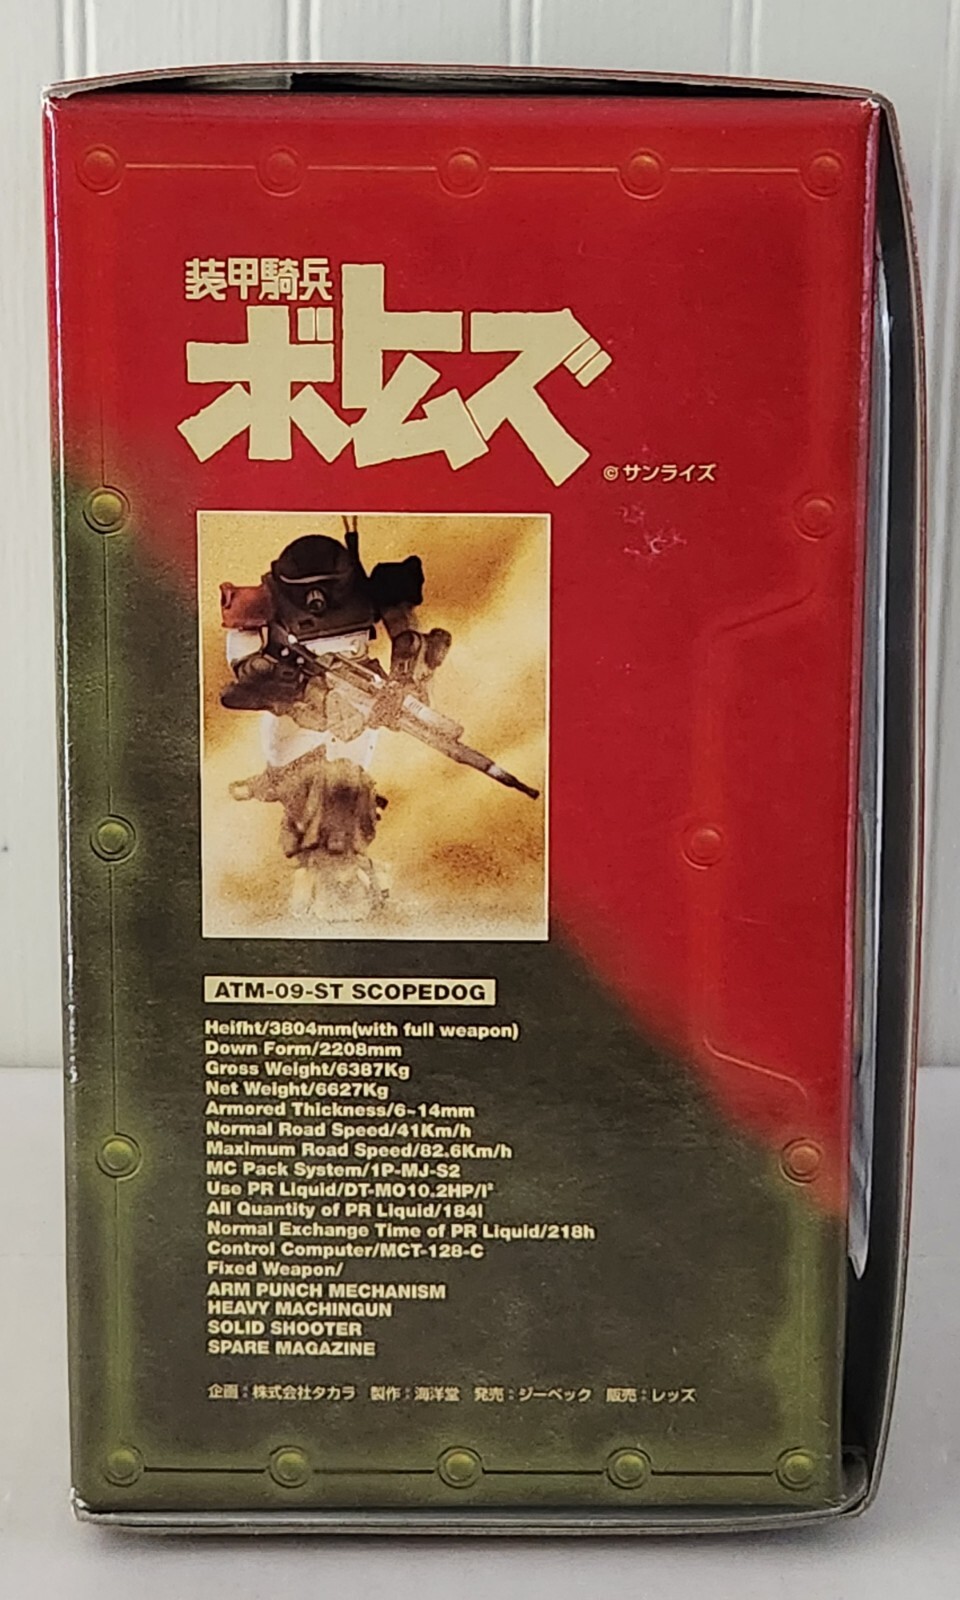 装甲騎兵
ボトムズ
©サンライズ
ATM-09-ST SCOPEDOG
Heifht/3804mm(with full weapon)
Down Form/2208mm
Gross Weight/6387Kg
Net Weight/6627Kg
Armored Thickness/6~14mm
Normal Road Speed/41Km/h
Maximum Road Speed/82.6Km/h
MC Pack System/1P-MJ-S2
Use PR Liquid/DT-MO10.2HP/l²
All Quantity of PR Liquid/184l
Normal Exchange Time of PR Liquid/218h
Control Computer/MCT-128-C
Fixed Weapon/
ARM PUNCH MECHANISM
HEAVY MACHINGUN
SOLID SHOOTER
SPARE MAGAZINE
企画：株式会社タカラ 製作：海洋堂 発売：ジーベック 販売：レッズ